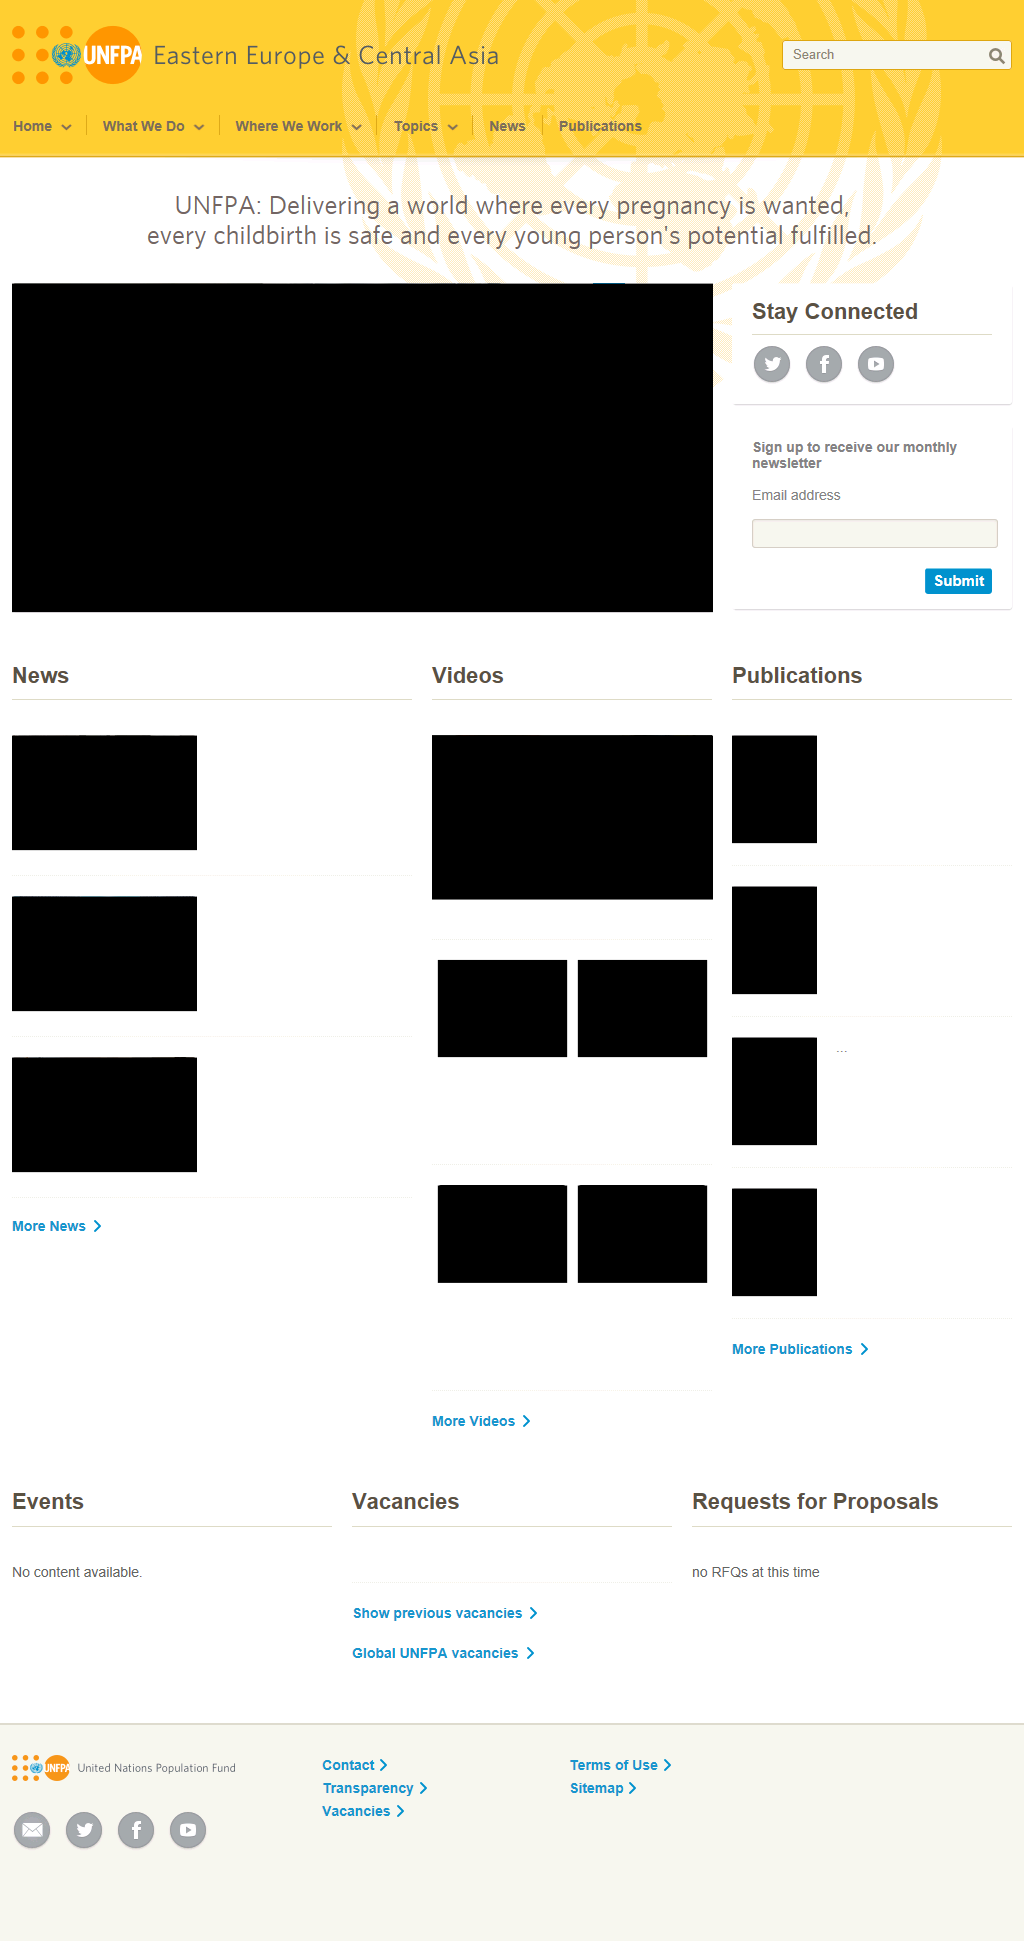 UNFPA
Eastern Europe & Central Asia
Search
Home
What We Do
Where We Work
Topics
News
Publications
UNFPA: Delivering a world where every pregnancy is wanted,
every childbirth is safe and every young person's potential fulfilled.
Stay Connected
Sign up to receive our monthly
newsletter
Email address
Submit
News
More News
Videos
More Videos
Publications
...
More Publications
Events
No content available.
Vacancies
Show previous vacancies
Global UNFPA vacancies
Requests for Proposals
no RFQs at this time
UNFPA
United Nations Population Fund
Contact
Transparency
Vacancies
Terms of Use
Sitemap